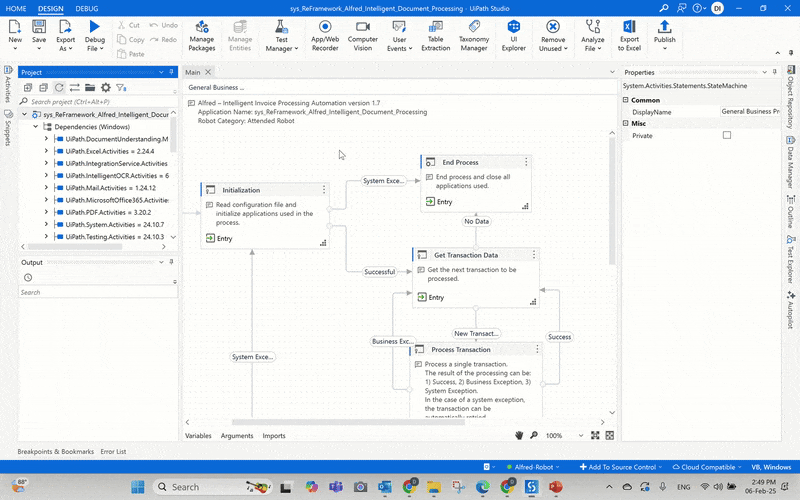 HOME
DESIGN
DEBUG
sys_ReFramework_Alfred_Intelligent_Document_Processing - UiPath Studio
DI
New
Save
Export As
Debug File
Cut
Copy
Paste
Undo
Redo
Manage Packages
Manage Entities
Test Manager
App/Web Recorder
Computer Vision
User Events
Table Extraction
Taxonomy Manager
UI Explorer
Remove Unused
Analyze File
Export to Excel
Publish
Activities
Snippets
Project
Search project (Ctrl+Alt+P)
sys_ReFramework_Alfred_Intelligent_Docu
Dependencies (Windows)
UiPath.DocumentUnderstanding.M
UiPath.Excel.Activities = 2.24.4
UiPath.IntegrationService.Activities
UiPath.IntelligentOCR.Activities = 6
UiPath.Mail.Activities = 1.24.12
UiPath.MicrosoftOffice365.Activities
UiPath.PDF.Activities = 3.20.2
UiPath.System.Activities = 24.10.7
UiPath.Testing.Activities = 24.10.3
Output
Search
Breakpoints & Bookmarks
Error List
Main
General Business ...
Alfred – Intelligent Invoice Processing Automation version 1.7
Application Name: sys_ReFramework_Alfred_Intelligent_Document_Processing
Robot Category: Attended Robot
Initialization
Read configuration file and
initialize applications used in the
process.
Entry
System Exce...
End Process
End process and close all
applications used.
Entry
No Data
Successful
Get Transaction Data
Get the next transaction to be
processed.
Entry
Business Exc...
New Transact...
Success
System Exce...
Process Transaction
Process a single transaction.
The result of the processing can be:
1) Success, 2) Business Exception, 3)
System Exception.
In the case of a system exception,
the transaction can be
automatically retried.
Variables
Arguments
Imports
100%
Properties
System.Activities.Statements.StateMachine
Common
DisplayName
General Business Pr
Misc
Private
Object Repository
Data Manager
Outline
Test Explorer
Autopilot
0
Alfred-Robot
Add To Source Control
Cloud Compatible
VB, Windows
88°
Search
ENG
2:49 PM
06-Feb-25